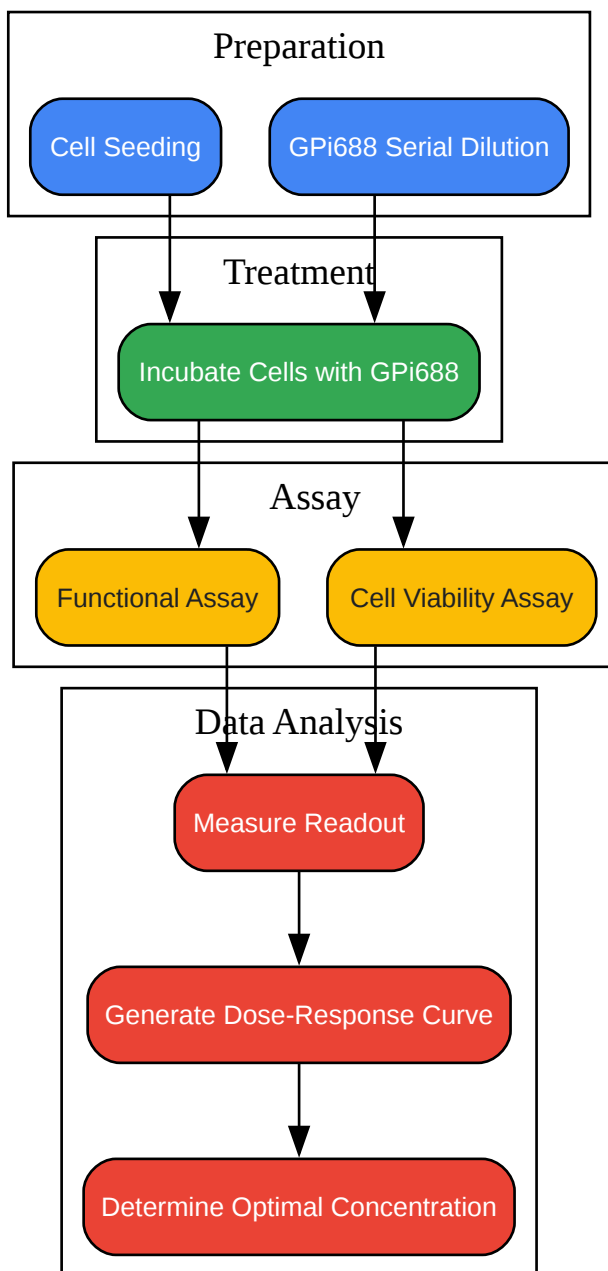 Preparation
Cell Seeding
GPi688 Serial Dilution
Treatment
Incubate Cells with GPi688
Assay
Functional Assay
Cell Viability Assay
Data Analysis
Measure Readout
Generate Dose-Response Curve
Determine Optimal Concentration